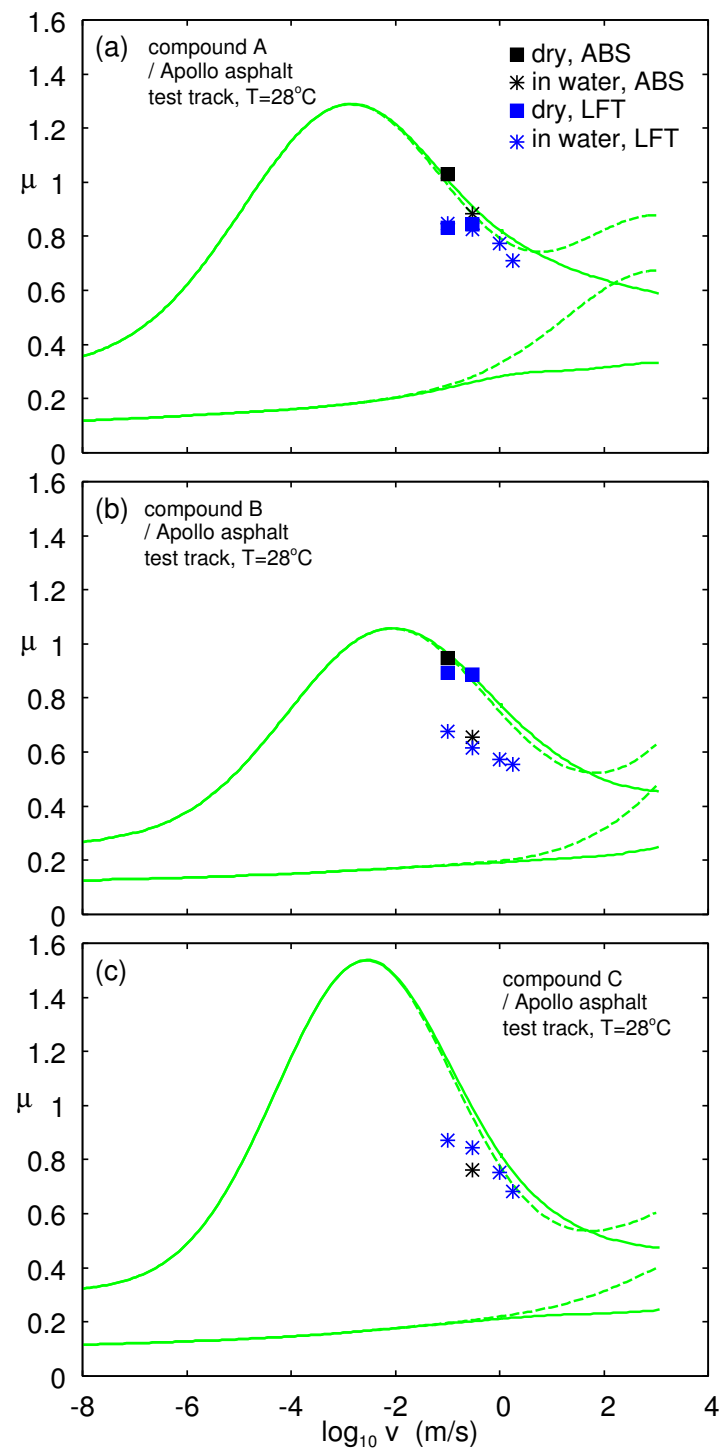 (a)
compound A
/ Apollo asphalt
test track, T=28°C
dry, ABS
in water, ABS
dry, LFT
in water, LFT
1.6
1.4
1.2
1
0.8
0.6
0.4
0.2
0
μ
(b)
compound B
/ Apollo asphalt
test track, T=28°C
1.6
1.4
1.2
1
0.8
0.6
0.4
0.2
0
μ
(c)
compound C
/ Apollo asphalt
test track, T=28°C
1.6
1.4
1.2
1
0.8
0.6
0.4
0.2
0
μ
-8 -6 -4 -2 0 2 4
log₁₀ v (m/s)